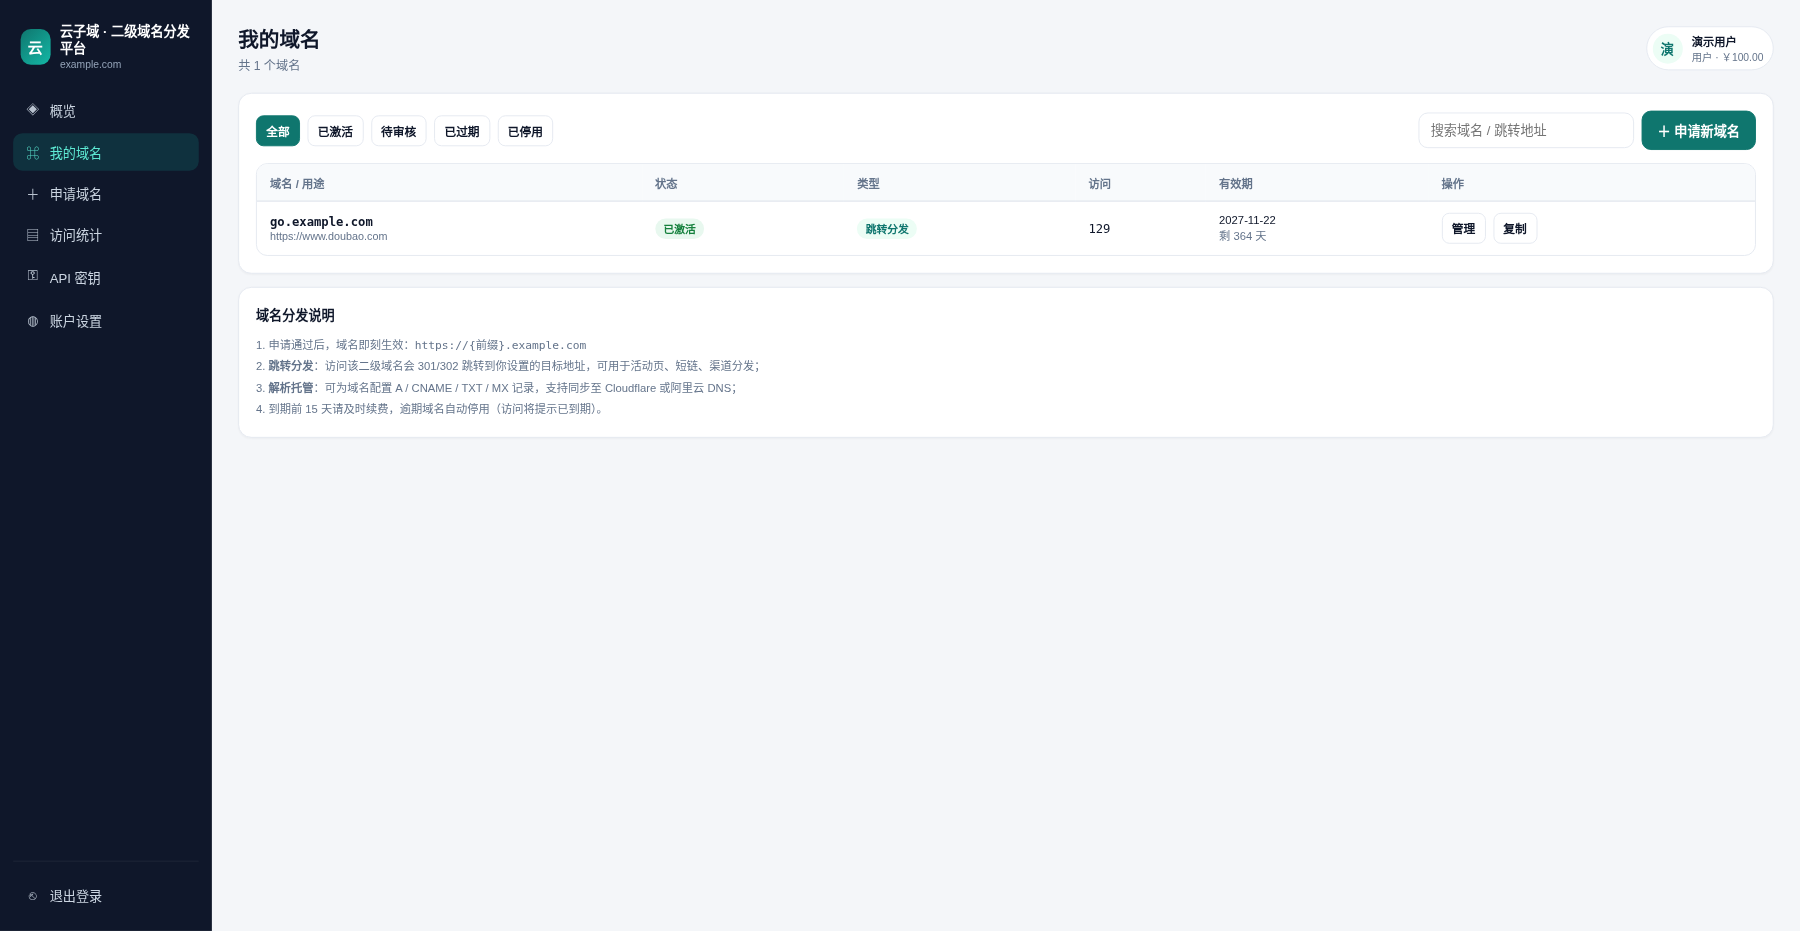 云
云子域 · 二级域名分发
平台
example.com
概览
我的域名
申请域名
访问统计
API 密钥
账户设置
退出登录
我的域名
共 1 个域名
演
演示用户
用户 · ￥100.00
全部
已激活
待审核
已过期
已停用
搜索域名 / 跳转地址
＋ 申请新域名
域名 / 用途
状态
类型
访问
有效期
操作
go.example.com
https://www.doubao.com
已激活
跳转分发
129
2027-11-22
剩 364 天
管理
复制
域名分发说明
1. 申请通过后，域名即刻生效：https://{前缀}.example.com
2. 跳转分发：访问该二级域名会 301/302 跳转到你设置的目标地址，可用于活动页、短链、渠道分发；
3. 解析托管：可为域名配置 A / CNAME / TXT / MX 记录，支持同步至 Cloudflare 或阿里云 DNS；
4. 到期前 15 天请及时续费，逾期域名自动停用（访问将提示已到期）。